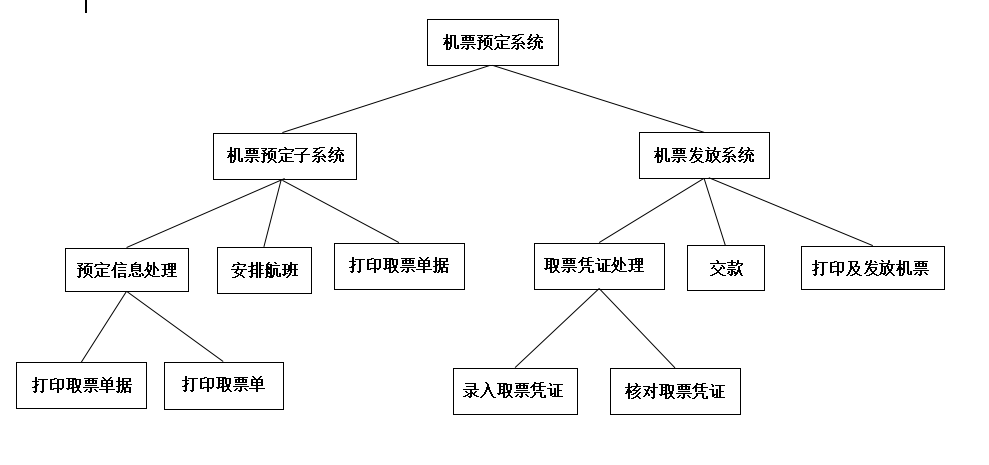 机票预定系统
机票预定子系统
机票发放系统
预定信息处理
安排航班
打印取票单据
取票凭证处理
交款
打印及发放机票
打印取票单据
打印取票单
录入取票凭证
核对取票凭证